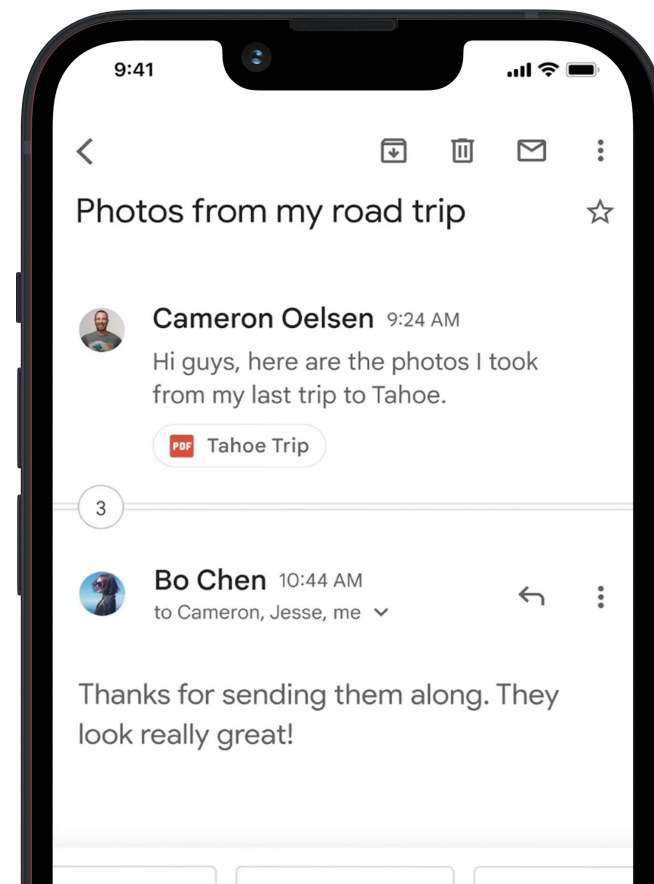 9:41
Photos from my road trip
Cameron Oelsen 9:24 AM
Hi guys, here are the photos I took
from my last trip to Tahoe.
PDF Tahoe Trip
3
Bo Chen 10:44 AM
to Cameron, Jesse, me
Thanks for sending them along. They
look really great!